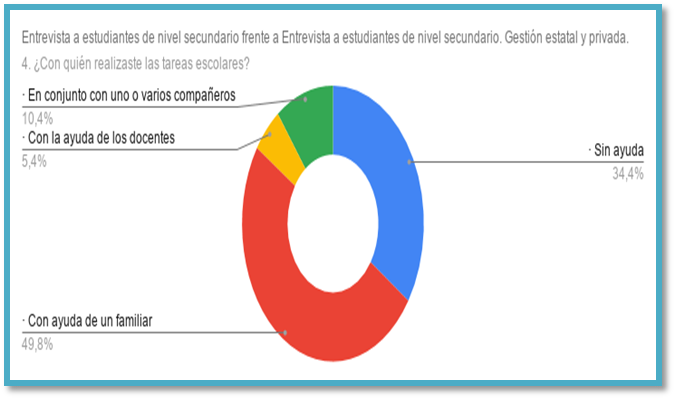 Entrevista a estudiantes de nivel secundario frente a Entrevista a estudiantes de nivel secundario. Gestión estatal y privada.
4. ¿Con quién realizaste las tareas escolares?
· En conjunto con uno o varios compañeros
10,4%
· Con la ayuda de los docentes
5,4%
· Sin ayuda
34,4%
· Con ayuda de un familiar
49,8%